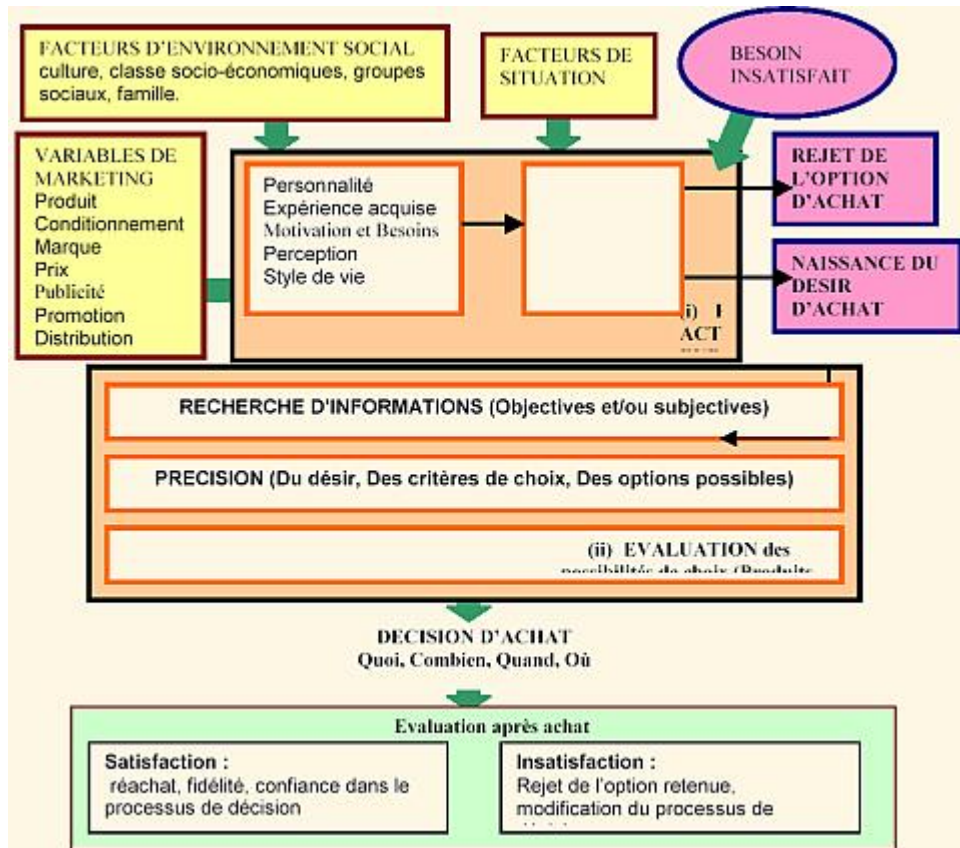 FACTEURS D'ENVIRONNEMENT SOCIAL
culture, classe socio-économiques, groupes
sociaux, famille.
FACTEURS DE
SITUATION
BESOIN
INSATISFAIT
VARIABLES DE
MARKETING
Produit
Conditionnement
Marque
Prix
Publicité
Promotion
Distribution
Personnalité
Expérience acquise
Motivation et Besoins
Perception
Style de vie
REJET DE
L'OPTION
D'ACHAT
NAISSANCE DU
DESIR
D'ACHAT
(i)
ACT
RECHERCHE D'INFORMATIONS (Objectives et/ou subjectives)
PRECISION (Du désir, Des critères de choix, Des options possibles)
(ii) EVALUATION des
possibilités de choix (Produits
DECISION D'ACHAT
Quoi, Combien, Quand, Où
Evaluation après achat
Satisfaction :
réachat, fidélité, confiance dans le
processus de décision
Insatisfaction :
Rejet de l'option retenue,
modification du processus de